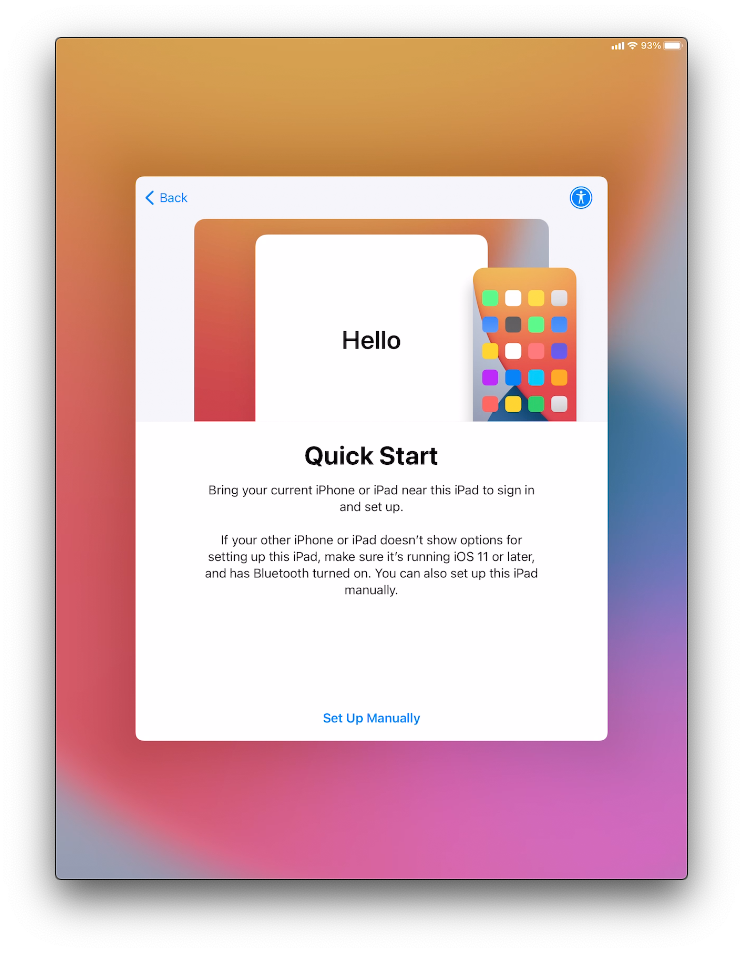 93%
Back
Hello
Quick Start
Bring your current iPhone or iPad near this iPad to sign in
and set up.
If your other iPhone or iPad doesn’t show options for
setting up this iPad, make sure it’s running iOS 11 or later,
and has Bluetooth turned on. You can also set up this iPad
manually.
Set Up Manually